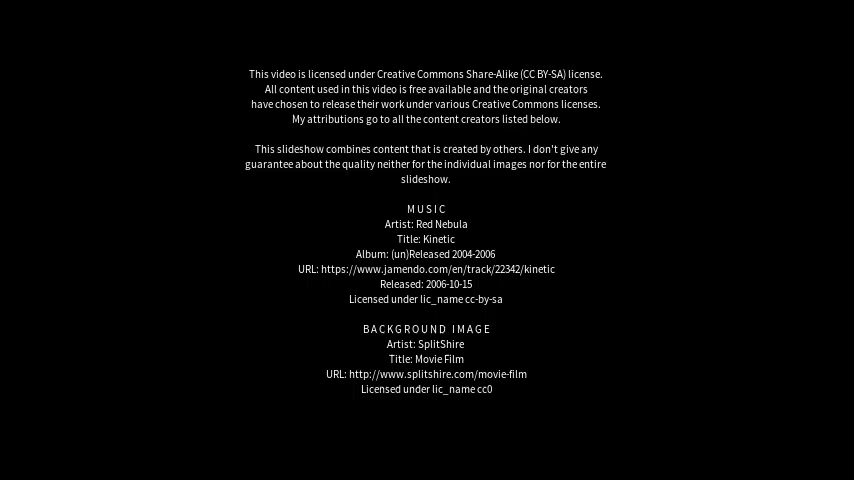 This video is licensed under Creative Commons Share-Alike (CC BY-SA) license.
All content used in this video is free available and the original creators
have chosen to release their work under various Creative Commons licenses.
My attributions go to all the content creators listed below.
This slideshow combines content that is created by others. I don't give any
guarantee about the quality neither for the individual images nor for the entire
slideshow.
MUSIC
Artist: Red Nebula
Title: Kinetic
Album: (un)Released 2004-2006
URL: https://www.jamendo.com/en/track/22342/kinetic
Released: 2006-10-15
Licensed under lic_name cc-by-sa
BACKGROUND IMAGE
Artist: SplitShire
Title: Movie Film
URL: http://www.splitshire.com/movie-film
Licensed under lic_name cc0